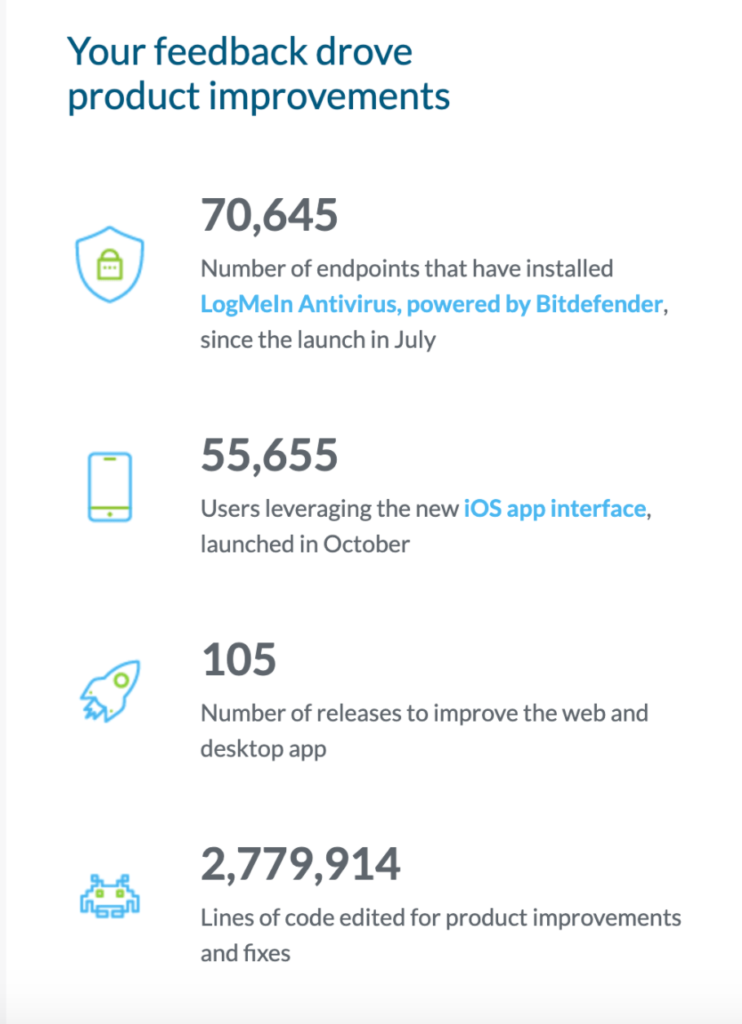 Your feedback drove
product improvements
70,645
Number of endpoints that have installed
LogMeIn Antivirus, powered by Bitdefender,
since the launch in July
55,655
Users leveraging the new iOS app interface,
launched in October
105
Number of releases to improve the web and
desktop app
2,779,914
Lines of code edited for product improvements
and fixes